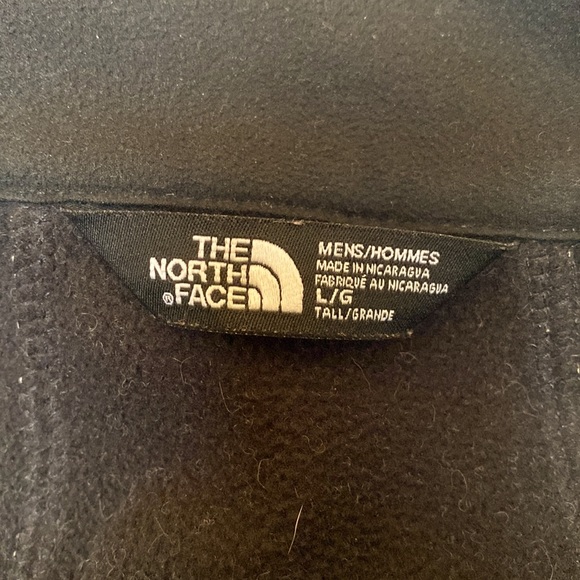 THE
NORTH
FACE
®
MENS/HOMMES
MADE IN NICARAGUA
FABRIQUÉ AU NICARAGUA
L/G
TALL/GRANDE